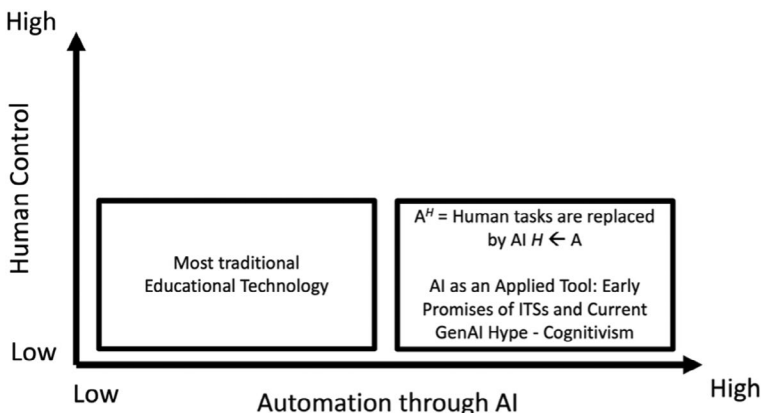 High
Human Control
Aᴴ = Human tasks are replaced
by AI H ← A
Most traditional
Educational Technology
AI as an Applied Tool: Early
Promises of ITSs and Current
GenAI Hype - Cognitivism
Low
Low
Automation through AI
High